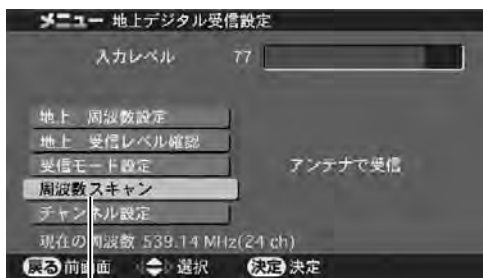 メニュー 地上デジタル受信設定
入力レベル 77
地上 周波数設定
地上 受信レベル確認
受信モード設定 アンテナで受信
周波数スキャン
チャンネル設定
現在の周波数 539.14 MHz(24 ch)
戻る 前画面 選択 決定 決定